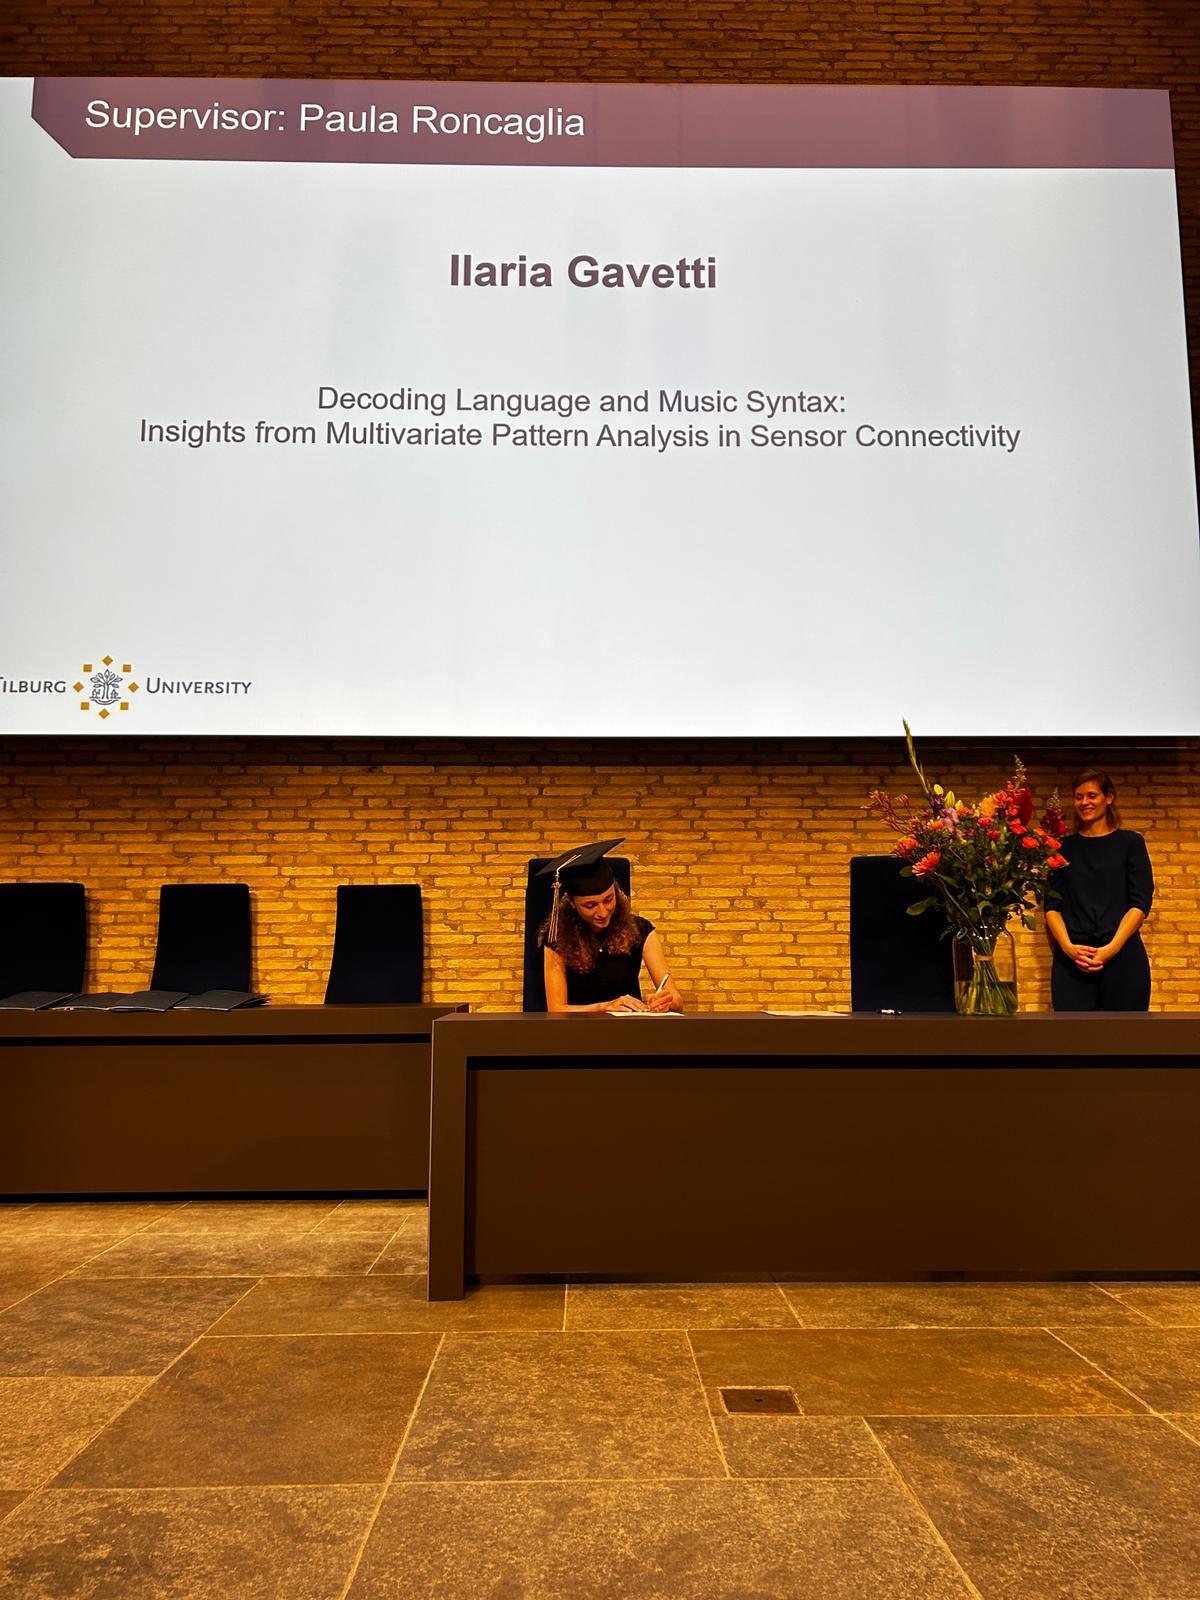 Supervisor: Paula Roncaglia
Ilaria Gavetti
Decoding Language and Music Syntax:
Insights from Multivariate Pattern Analysis in Sensor Connectivity
TILBURG UNIVERSITY